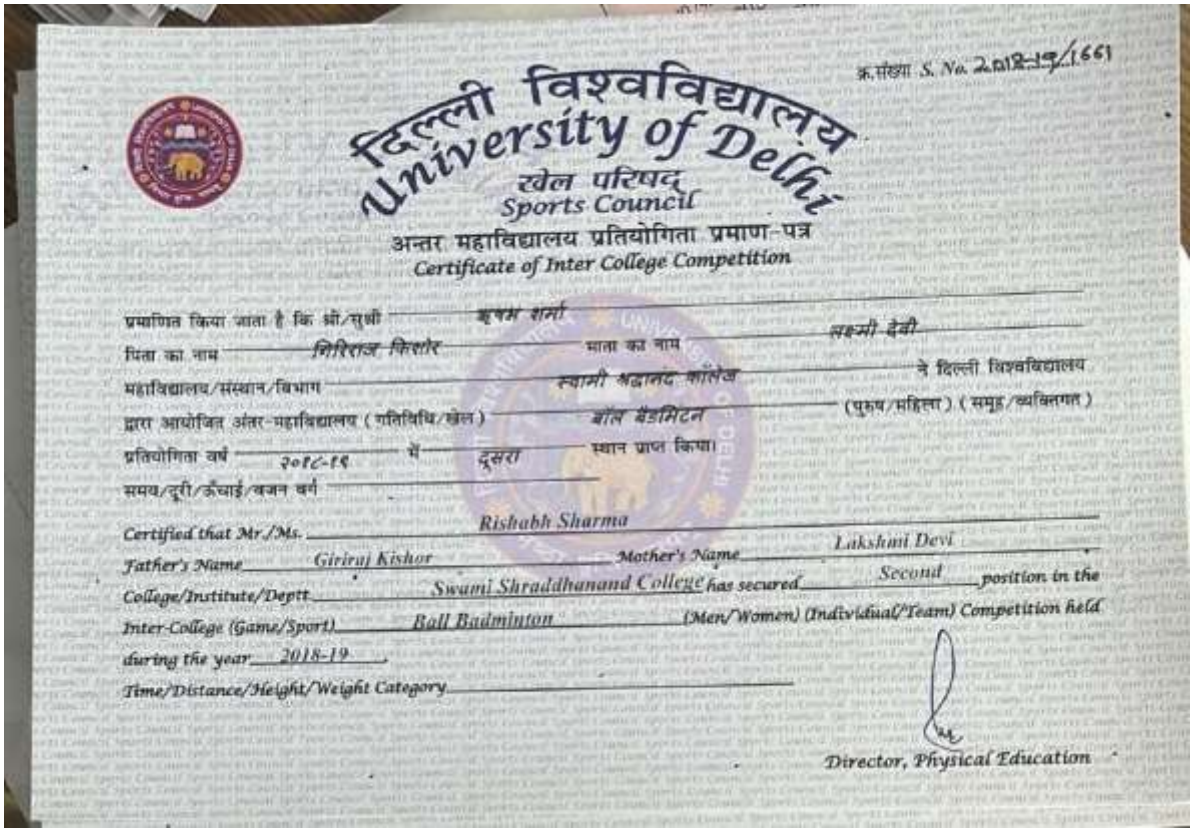 क्र.संख्या S. No. 2018-19/1661
दिल्ली विश्वविद्यालय
University of Delhi
खेल परिषद्
Sports Council
अन्तर महाविद्यालय प्रतियोगिता प्रमाण-पत्र
Certificate of Inter College Competition
प्रमाणित किया जाता है कि श्री/सुश्री ऋषभ शर्मा
पिता का नाम गिरिराज किशोर माता का नाम लक्ष्मी देवी
महाविद्यालय/संस्थान/विभाग स्वामी श्रद्धानंद कॉलेज ने दिल्ली विश्वविद्यालय
द्वारा आयोजित अंतर-महाविद्यालय (गतिविधि/खेल) बॉल बैडमिंटन (पुरुष/महिला) (समूह/व्यक्तिगत)
प्रतियोगिता वर्ष २०१८-१९ में दूसरा स्थान प्राप्त किया।
समय/दूरी/ऊँचाई/वजन वर्ग
Certified that Mr./Ms. Rishabh Sharma
Father's Name Giriraj Kishor Mother's Name Lakshmi Devi
College/Institute/Deptt. Swami Shraddhanand College has secured Second position in the
Inter-College (Game/Sport) Ball Badminton (Men/Women) (Individual/Team) Competition held
during the year 2018-19
Time/Distance/Height/Weight Category
Director, Physical Education